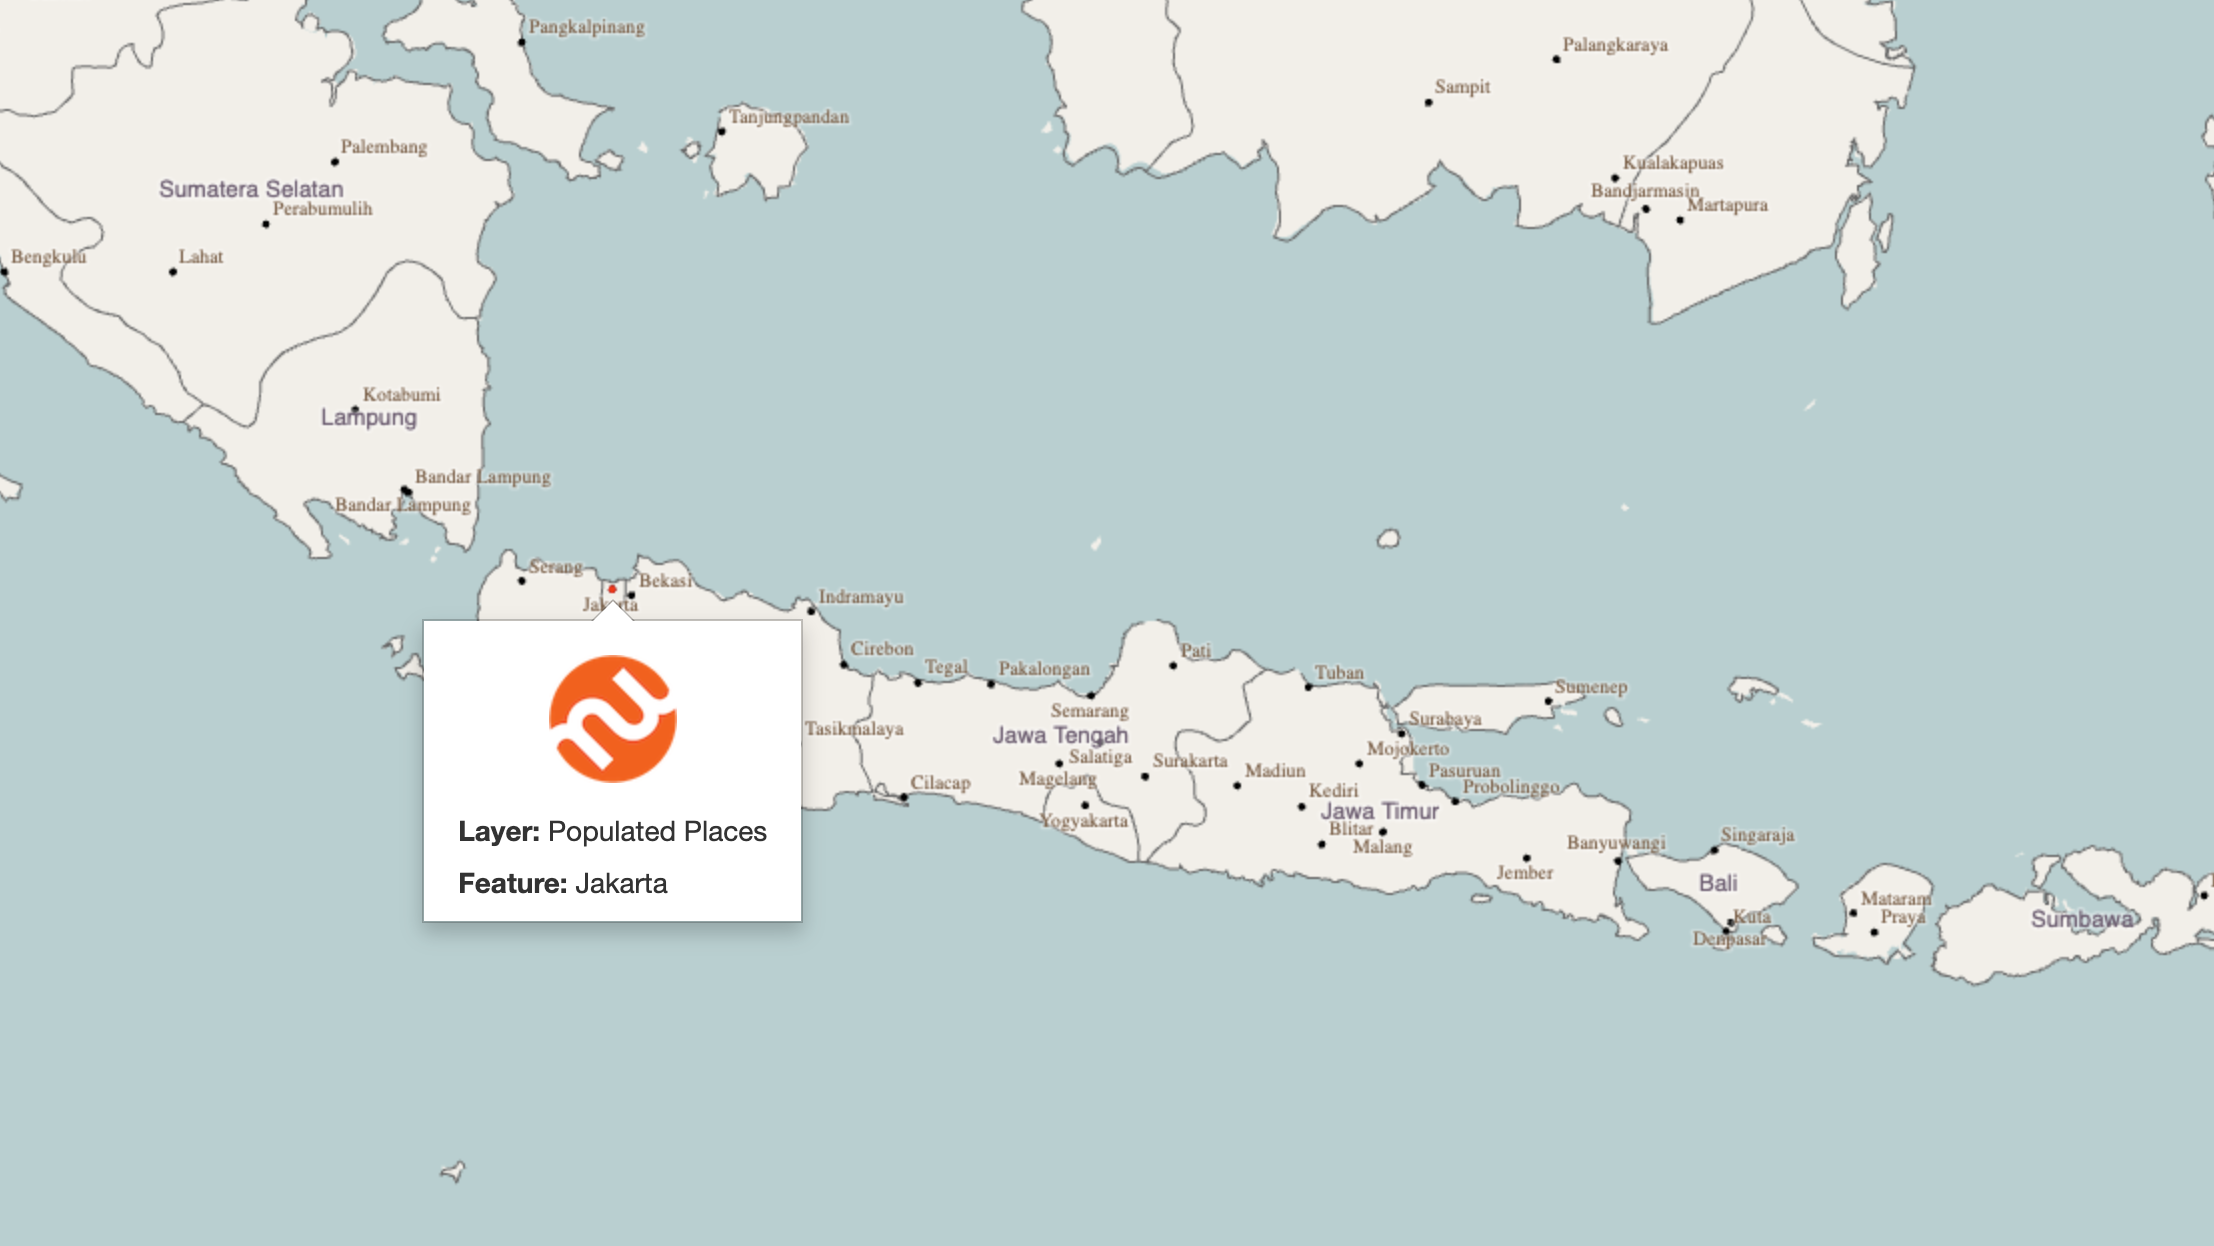 Pangkalpinang
Palangkaraya
Sampit
Tanjungpandan
Palembang
Kualakapuas
Sumatera Selatan
Bandjarmasin
Perabumulih
Martapura
Bengkulu
Lahat
Kotabumi
Lampung
Bandar Lampung
Bandar Lampung
Serang
Bekasi
Jakarta
Indramayu
Cirebon
Pati
Tegal
Pakalongan
Tuban
Sumenep
Semarang
Surabaya
Tasikmalaya
Jawa Tengah
Mojokerto
Salatiga
Surakarta
Madiun
Pasuruan
Magelang
Cilacap
Kediri
Probolinggo
Jawa Timur
Yogyakarta
Blitar
Malang
Banyuwangi
Singaraja
Jember
Bali
Mataram
Kuta
Praya
Sumbawa
Denpasar
Layer: Populated Places
Feature: Jakarta